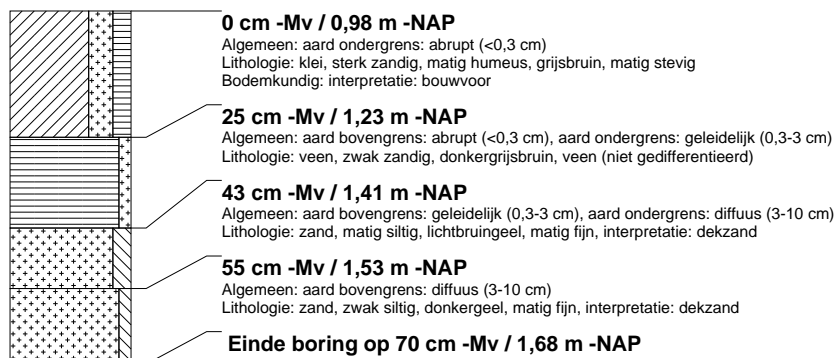 0 cm -Mv / 0,98 m -NAP
Algemeen: aard ondergrens: abrupt (<0,3 cm)
Lithologie: klei, sterk zandig, matig humeus, grijsbruin, matig stevig
Bodemkundig: interpretatie: bouwvoor
25 cm -Mv / 1,23 m -NAP
Algemeen: aard bovengrens: abrupt (<0,3 cm), aard ondergrens: geleidelijk (0,3-3 cm)
Lithologie: veen, zwak zandig, donkergrijsbruin, veen (niet gedifferentieerd)
43 cm -Mv / 1,41 m -NAP
Algemeen: aard bovengrens: geleidelijk (0,3-3 cm), aard ondergrens: diffuus (3-10 cm)
Lithologie: zand, matig siltig, lichtbruingeel, matig fijn, interpretatie: dekzand
55 cm -Mv / 1,53 m -NAP
Algemeen: aard bovengrens: diffuus (3-10 cm)
Lithologie: zand, zwak siltig, donkergeel, matig fijn, interpretatie: dekzand
Einde boring op 70 cm -Mv / 1,68 m -NAP